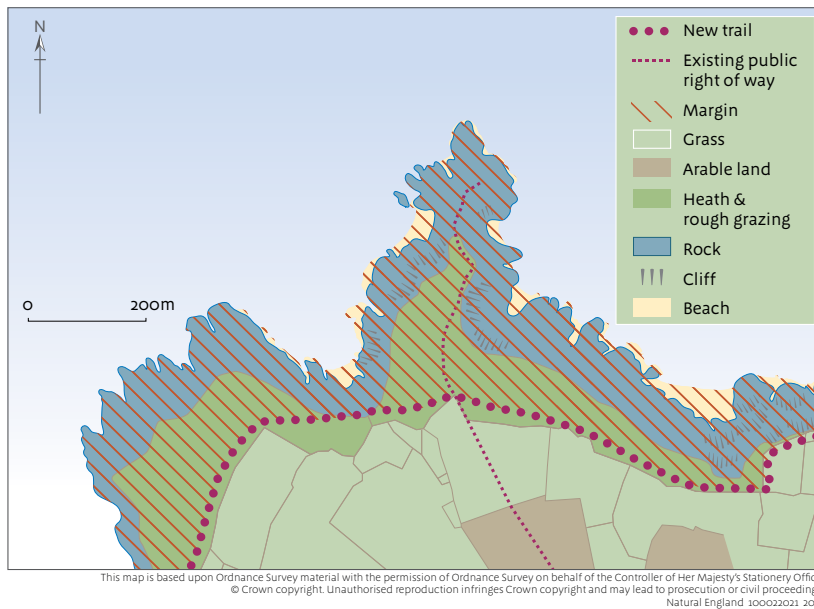 N
New trail
Existing public
right of way
Margin
Grass
Arable land
Heath &
rough grazing
Rock
Cliff
Beach
0 200m
This map is based upon Ordnance Survey material with the permission of Ordnance Survey on behalf of the Controller of Her Majesty's Stationery Offic
© Crown copyright. Unauthorised reproduction infringes Crown copyright and may lead to prosecution or civil proceeding
Natural England 100022021 20